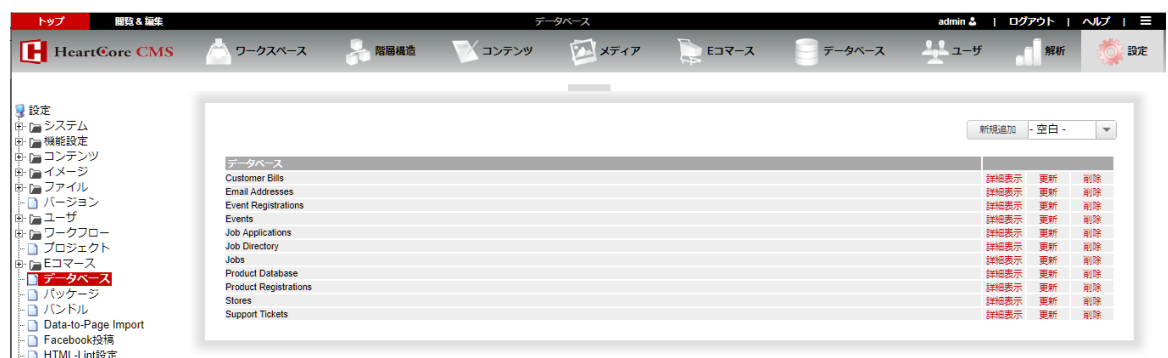 トップ 閲覧 & 編集 データベース admin | ログアウト | ヘルプ |
HeartCore CMS ワークスペース 階層構造 コンテンツ メディア Eコマース データベース ユーザ 解析 設定
設定
システム
機能設定
コンテンツ
イメージ
ファイル
バージョン
ユーザ
ワークフロー
プロジェクト
Eコマース
データベース
パッケージ
バンドル
Data-to-Page Import
Facebook投稿
HTML-Lint設定
新規追加 - 空白 -
データベース
Customer Bills 詳細表示 更新 削除
Email Addresses 詳細表示 更新 削除
Event Registrations 詳細表示 更新 削除
Events 詳細表示 更新 削除
Job Applications 詳細表示 更新 削除
Job Directory 詳細表示 更新 削除
Jobs 詳細表示 更新 削除
Product Database 詳細表示 更新 削除
Product Registrations 詳細表示 更新 削除
Stores 詳細表示 更新 削除
Support Tickets 詳細表示 更新 削除